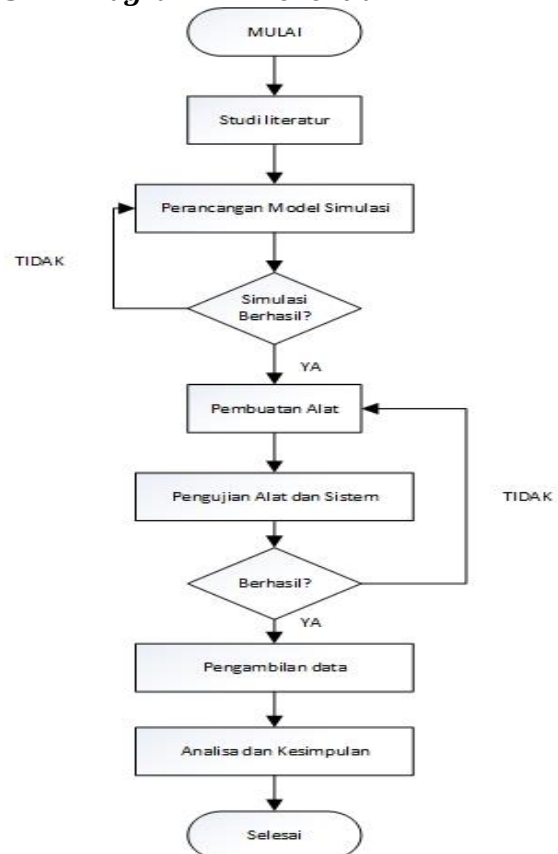 MULAI
Studi literatur
Perancangan Model Simulasi
TIDAK
Simulasi
Berhasil?
YA
Pembuatan Alat
Pengujian Alat dan Sistem
TIDAK
Berhasil?
YA
Pengambilan data
Analisa dan Kesimpulan
Selesai